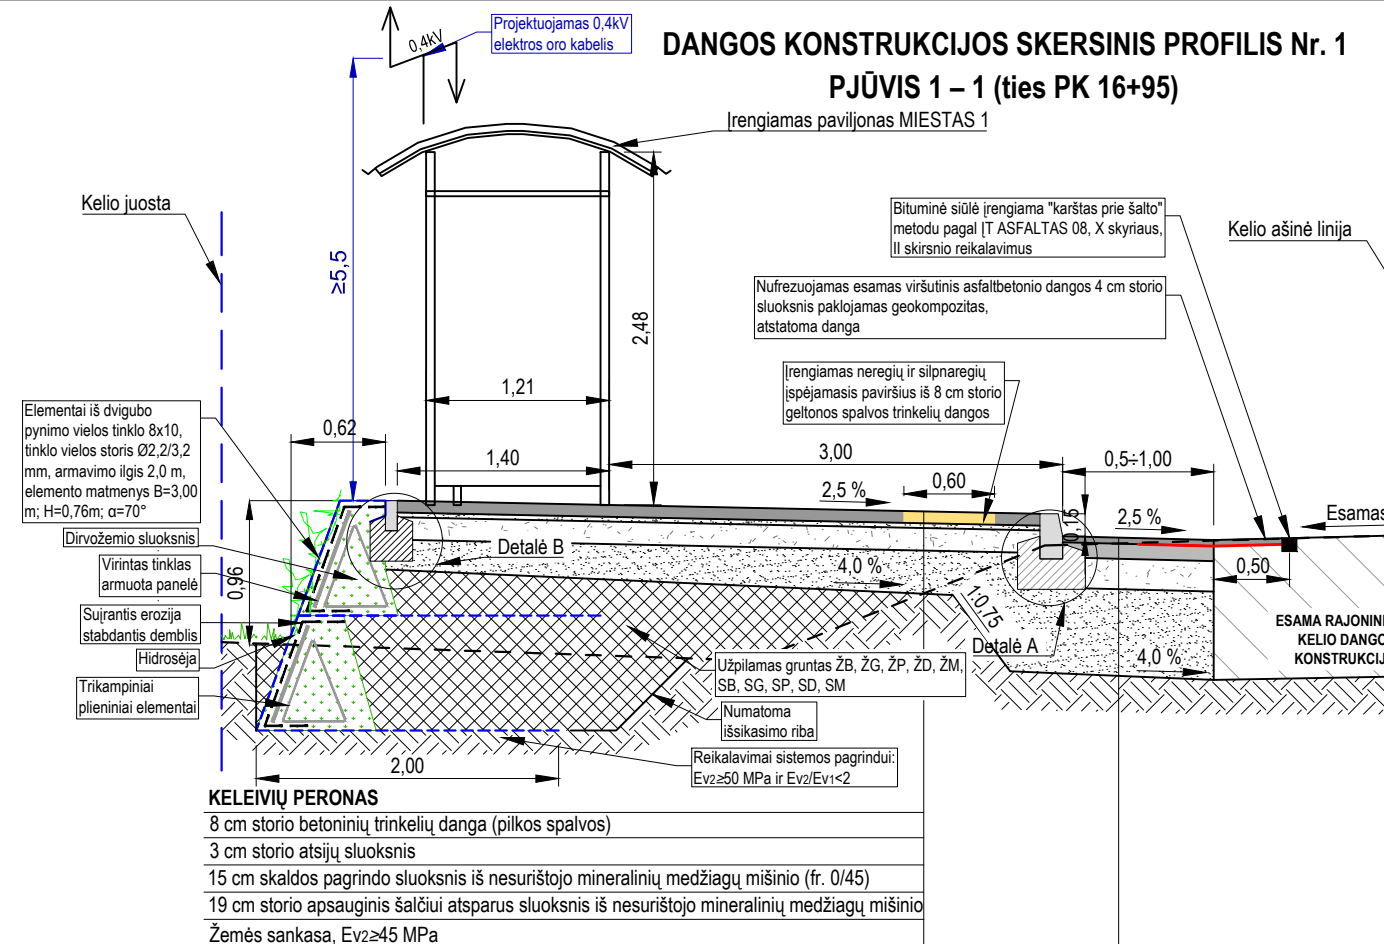 Projektuojamas 0,4kV
elektros oro kabelis
0,4kV
DANGOS KONSTRUKCIJOS SKERSINIS PROFILIS Nr. 1
PJŪVIS 1 – 1 (ties PK 16+95)
Įrengiamas paviljonas MIESTAS 1
Kelio juosta
≥5,5
2,48
Bituminė siūlė įrengiama "karštas prie šalto"
metodu pagal ĮT ASFALTAS 08, X skyriaus,
II skirsnio reikalavimus
Kelio ašinė linija
Nufrezuojamas esamas viršutinis asfaltbetonio dangos 4 cm storio
sluoksnis paklojamas geokompozitas,
atstatoma danga
Įrengiamas neregių ir silpnaregių
įspėjamasis paviršius iš 8 cm storio
geltonos spalvos trinkelių dangos
1,21
Elementai iš dvigubo
pynimo vielos tinklo 8x10,
tinklo vielos storis Ø2,2/3,2
mm, armavimo ilgis 2,0 m,
elemento matmenys B=3,00
m; H=0,76m; α=70°
0,62
1,40
3,00
0,5÷1,00
2,5 %
0,60
0,15
2,5 %
Esamas
Dirvožemio sluoksnis
Detalė B
Virintas tinklas
armuota panelė
0,96
4,0 %
0,50
1:0,75
Suįrantis erozija
stabdantis demblis
ESAMA RAJONINI
KELIO DANGO
KONSTRUKCIJ
Hidrosėja
Detalė A
4,0 %
Užpilamas gruntas ŽB, ŽG, ŽP, ŽD, ŽM,
SB, SG, SP, SD, SM
Trikampiniai
plieniniai elementai
Numatoma
išsikasimo riba
Reikalavimai sistemos pagrindui:
Ev2≥50 MPa ir Ev2/Ev1<2
2,00
KELEIVIŲ PERONAS
8 cm storio betoninių trinkelių danga (pilkos spalvos)
3 cm storio atsijų sluoksnis
15 cm skaldos pagrindo sluoksnis iš nesurištojo mineralinių medžiagų mišinio (fr. 0/45)
19 cm storio apsauginis šalčiui atsparus sluoksnis iš nesurištojo mineralinių medžiagų mišinio
Žemės sankasa, Ev2≥45 MPa